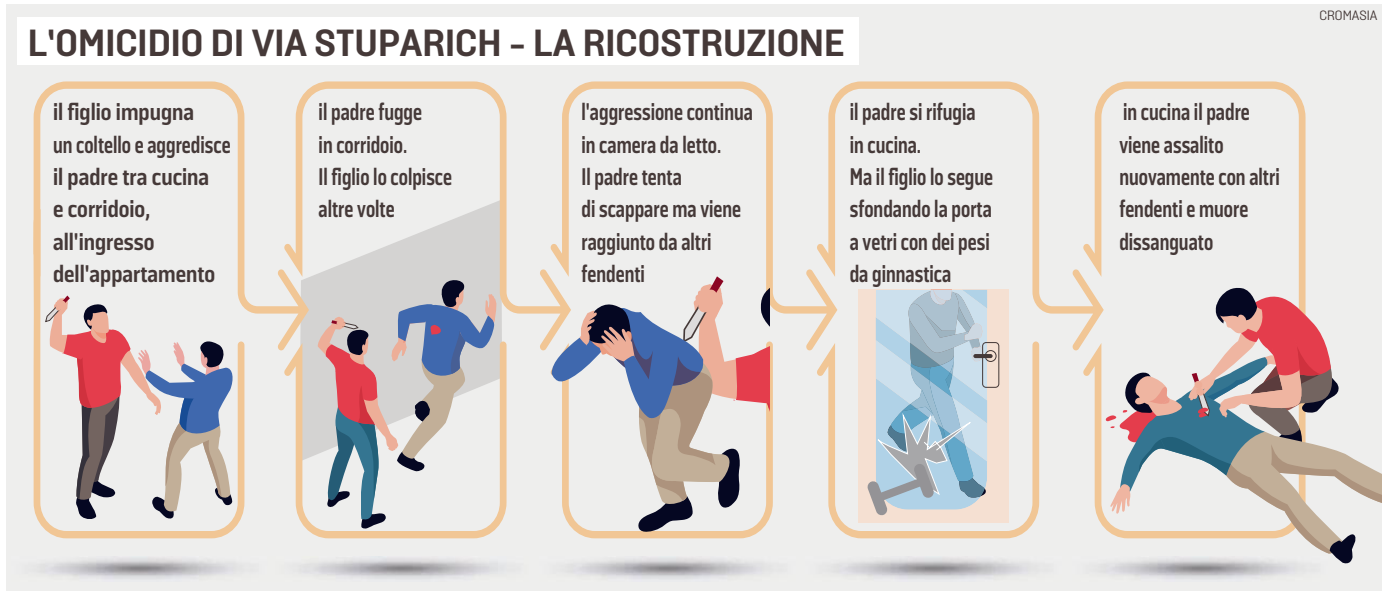 CROMASIA
L'OMICIDIO DI VIA STUPARICH – LA RICOSTRUZIONE
il figlio impugna
un coltello e aggredisce
il padre tra cucina
e corridoio,
all'ingresso
dell'appartamento
il padre fugge
in corridoio.
Il figlio lo colpisce
altre volte
l'aggressione continua
in camera da letto.
Il padre tenta
di scappare ma viene
raggiunto da altri
fendenti
il padre si rifugia
in cucina.
Ma il figlio lo segue
sfondando la porta
a vetri con dei pesi
da ginnastica
in cucina il padre
viene assalito
nuovamente con altri
fendenti e muore
dissanguato